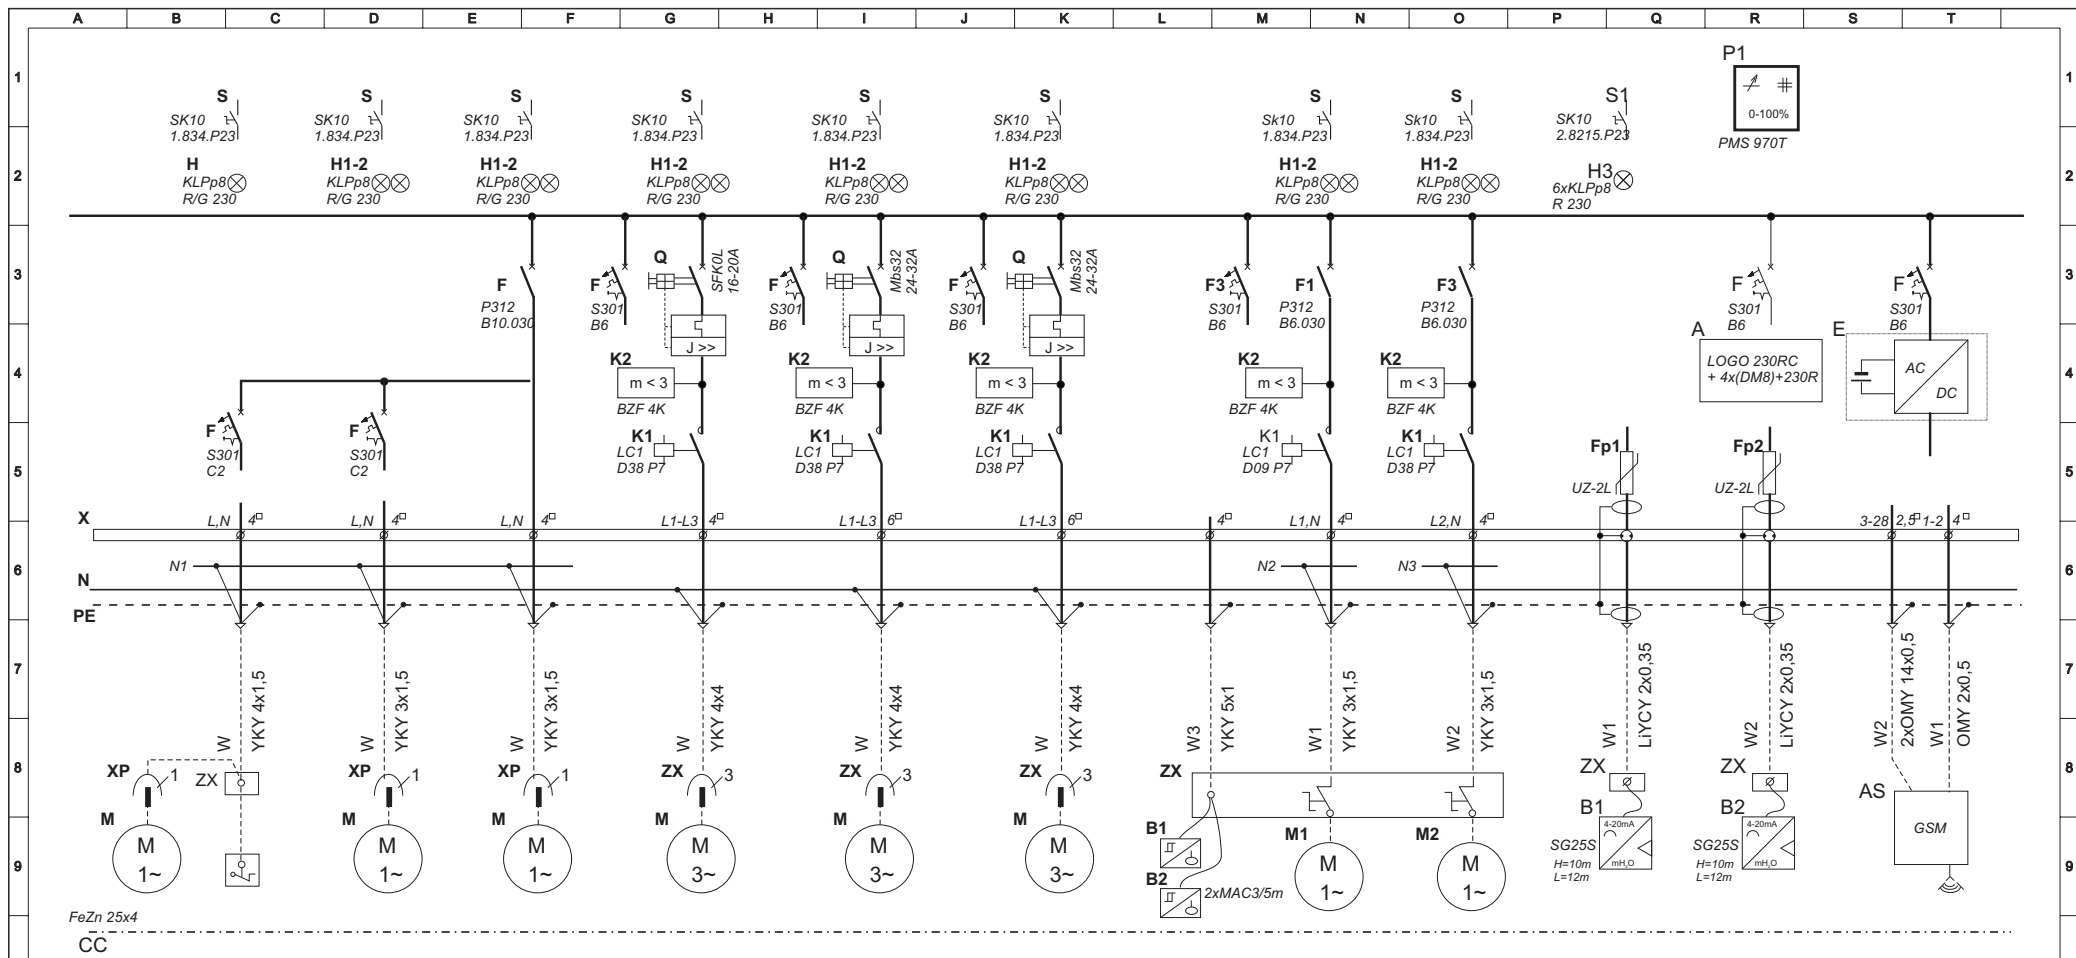 A B C D E F G H I J K L M N O P Q R S T
1 1
2 2
3 3
4 4
5 5
6 6
7 7
8 8
9 9
S S S S S S S S S1 P1
SK10
1.834.P23
SK10
1.834.P23
SK10
1.834.P23
SK10
1.834.P23
SK10
1.834.P23
SK10
1.834.P23
Sk10
1.834.P23
Sk10
1.834.P23
SK10
2.8215.P23
0-100%
PMS 970T
H
KLPp8
R/G 230
H1-2
KLPp8
R/G 230
H1-2
KLPp8
R/G 230
H1-2
KLPp8
R/G 230
H1-2
KLPp8
R/G 230
H1-2
KLPp8
R/G 230
H1-2
KLPp8
R/G 230
H1-2
KLPp8
R/G 230
H3
6xKLPp8
R 230
F
P312
B10.030
F
S301
B6
Q
SFK0L
16-20A
J >>
F
S301
B6
Q
Mbs32
24-32A
J >>
F
S301
B6
Q
Mbs32
24-32A
J >>
F3
S301
B6
F1
P312
B6.030
F3
P312
B6.030
F
S301
B6
F
S301
B6
A
LOGO 230RC
+ 4x(DM8)+230R
E
AC
DC
K2
m < 3
BZF 4K
K2
m < 3
BZF 4K
K2
m < 3
BZF 4K
K2
m < 3
BZF 4K
K2
m < 3
BZF 4K
F
S301
C2
F
S301
C2
K1
LC1
D38 P7
K1
LC1
D38 P7
K1
LC1
D38 P7
K1
LC1
D09 P7
K1
LC1
D38 P7
Fp1
UZ-2L
Fp2
UZ-2L
X
L,N 4□
L,N 4□
L,N 4□
L1-L3 4□
L1-L3 6□
L1-L3 6□
4□
L1,N 4□
L2,N 4□
3-28 2,5□
1-2 4□
N1 N2 N3
N
PE
W
YKY 4x1,5
W
YKY 3x1,5
W
YKY 3x1,5
W
YKY 4x4
W
YKY 4x4
W
YKY 4x4
W3
YKY 5x1
W1
YKY 3x1,5
W2
YKY 3x1,5
W1
LiYCY 2x0,35
W2
LiYCY 2x0,35
W2
2xOMY 14x0,5
W1
OMY 2x0,5
XP 1
ZX
XP 1
XP 1
ZX 3
ZX 3
ZX 3
ZX
ZX
ZX
AS
GSM
M
M
1~
M
M
1~
M
M
1~
M
M
3~
M
M
3~
M
M
3~
B1
B2
2xMAC3/5m
M1
M
1~
M2
M
1~
B1
4-20mA
mH₂O
SG25S
H=10m
L=12m
B2
4-20mA
mH₂O
SG25S
H=10m
L=12m
FeZn 25x4
CC